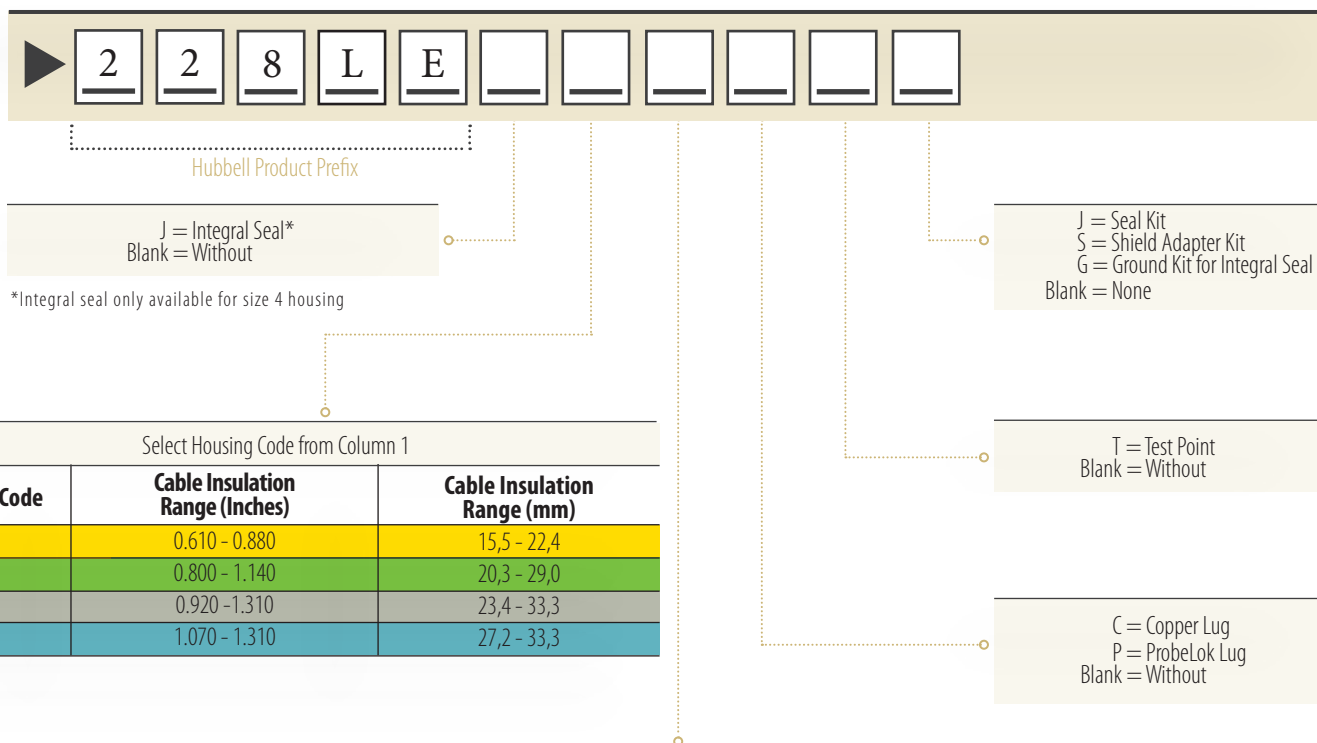 2 2 8 L E
Hubbell Product Prefix
J = Integral Seal*
Blank = Without
*Integral seal only available for size 4 housing
J = Seal Kit
S = Shield Adapter Kit
G = Ground Kit for Integral Seal
Blank = None
Select Housing Code from Column 1
Code Cable Insulation Range (Inches) Cable Insulation Range (mm)
0.610 - 0.880 15,5 - 22,4
0.800 - 1.140 20,3 - 29,0
0.920 -1.310 23,4 - 33,3
1.070 - 1.310 27,2 - 33,3
T = Test Point
Blank = Without
C = Copper Lug
P = ProbeLok Lug
Blank = Without